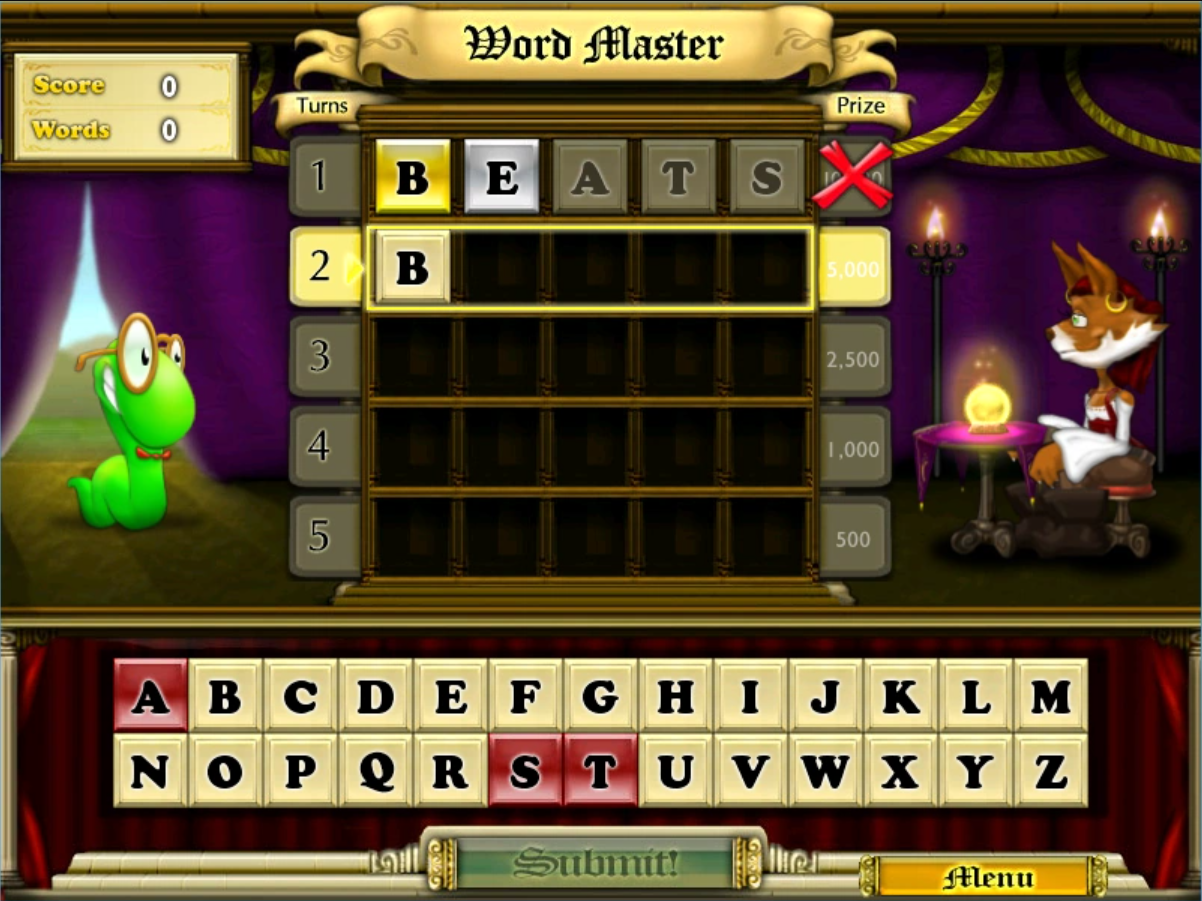 Word Master
Score 0
Words 0
Turns
Prize
1 B E A T S
2 B 5,000
3 2,500
4 1,000
5 500
A B C D E F G H I J K L M
N O P Q R S T U V W X Y Z
Submit!
Menu